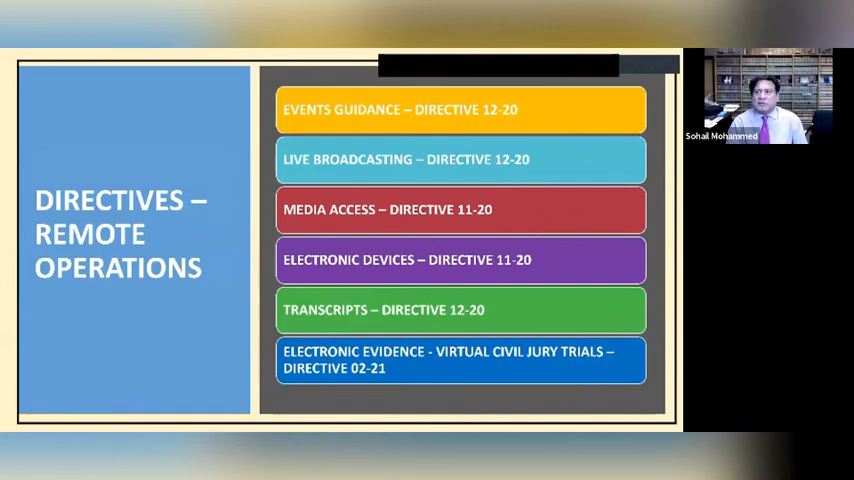 DIRECTIVES –
REMOTE
OPERATIONS
EVENTS GUIDANCE – DIRECTIVE 12-20
LIVE BROADCASTING – DIRECTIVE 12-20
MEDIA ACCESS – DIRECTIVE 11-20
ELECTRONIC DEVICES – DIRECTIVE 11-20
TRANSCRIPTS – DIRECTIVE 12-20
ELECTRONIC EVIDENCE - VIRTUAL CIVIL JURY TRIALS –
DIRECTIVE 02-21
Sohail Mohammed